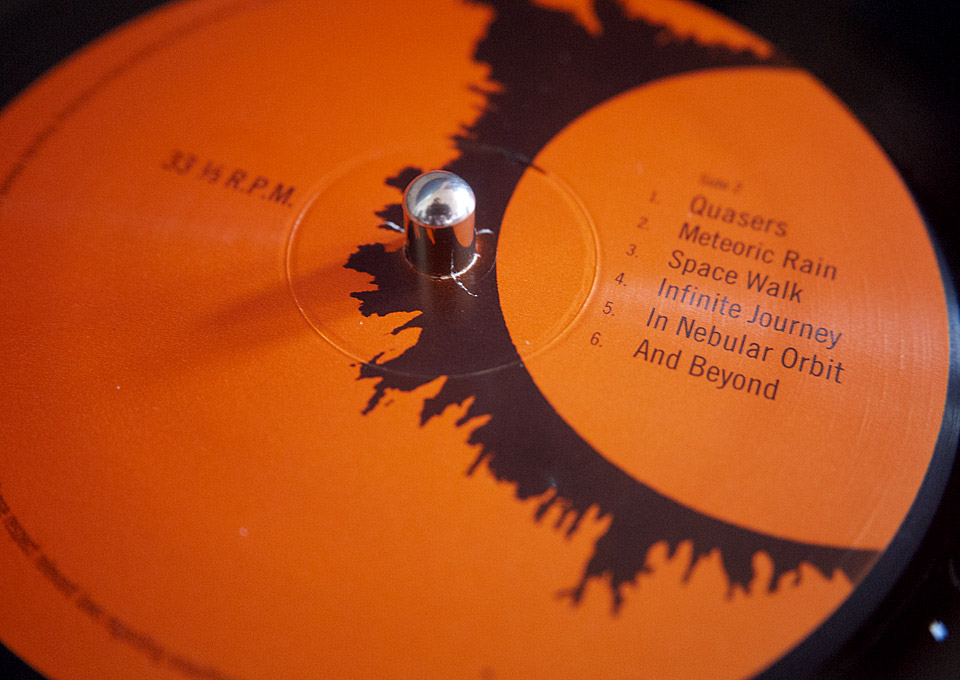 33 ⅓ R.P.M.
Side 2
1. Quasers
2. Meteoric Rain
3. Space Walk
4. Infinite Journey
5. In Nebular Orbit
6. And Beyond